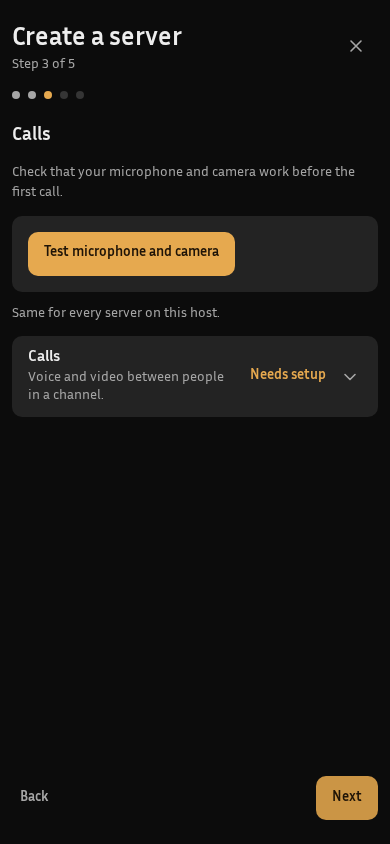 Create a server
Step 3 of 5
Calls
Check that your microphone and camera work before the
first call.
Test microphone and camera
Same for every server on this host.
Calls
Voice and video between people
in a channel.
Needs setup
Back
Next